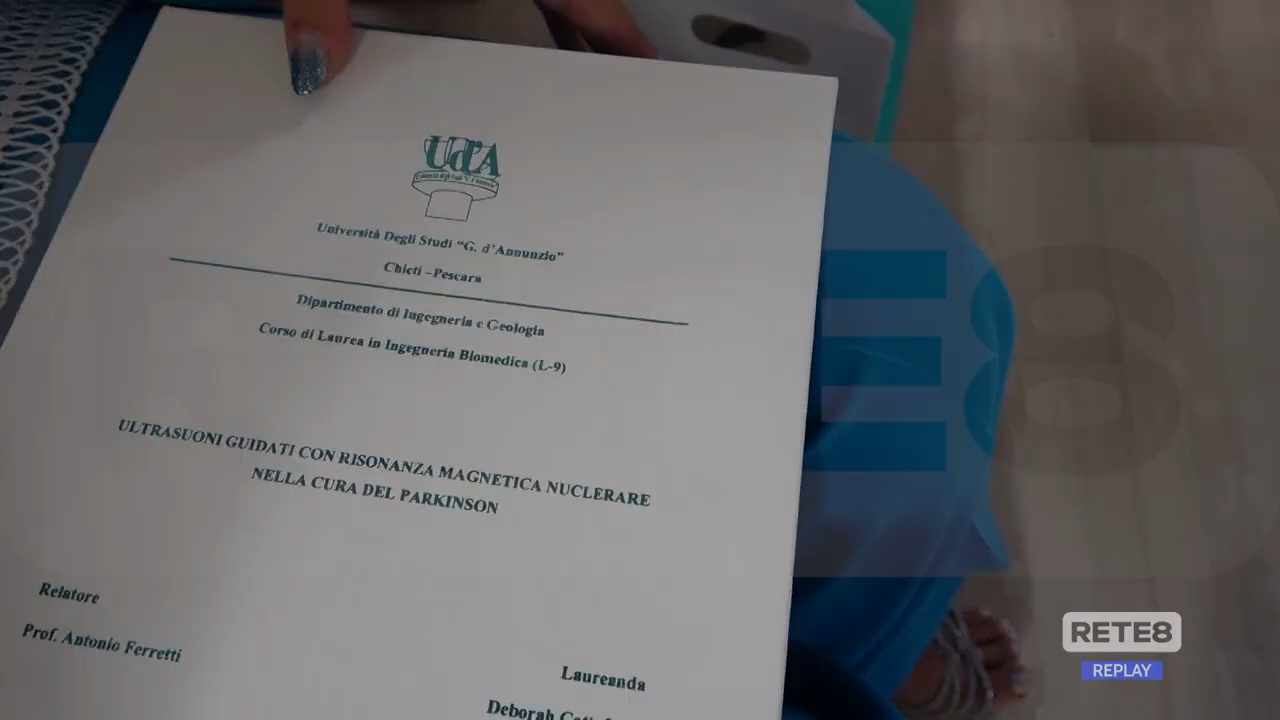 UdA
Università Degli Studi "G. d'Annunzio"
Chieti –Pescara
Dipartimento di Ingegneria e Geologia
Corso di Laurea in Ingegneria Biomedica (L-9)
ULTRASUONI GUIDATI CON RISONANZA MAGNETICA NUCLERARE
NELLA CURA DEL PARKINSON
Relatore
Prof. Antonio Ferretti
Laureanda
Deborah
RETE8
REPLAY